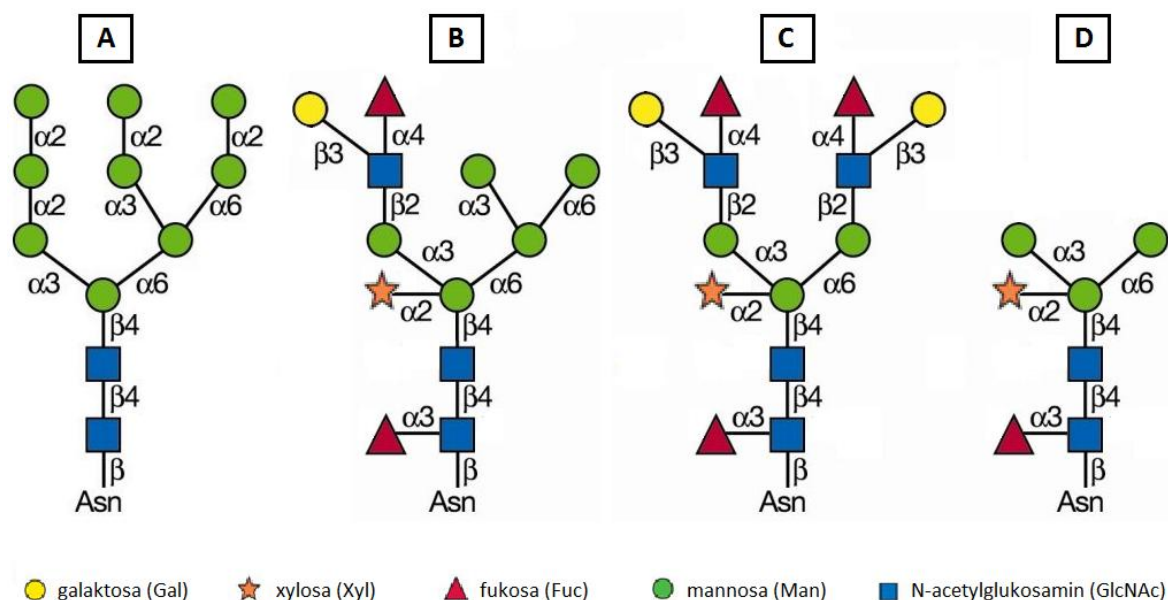 A B C D
α2 α2 α2 α4 α4
β3 β3 β3
α2 α3 α6 β2 α3 α6 β2 β2
α3 α6 α3 α6 α3 α6 α3 α6
α2 α2 α2
β4 β4 β4 β4
β4 β4 β4 β4
α3 α3 α3
β β β β
Asn Asn Asn Asn
galaktosa (Gal) xylosa (Xyl) fukosa (Fuc) mannosa (Man) N-acetylglukosamin (GlcNAc)